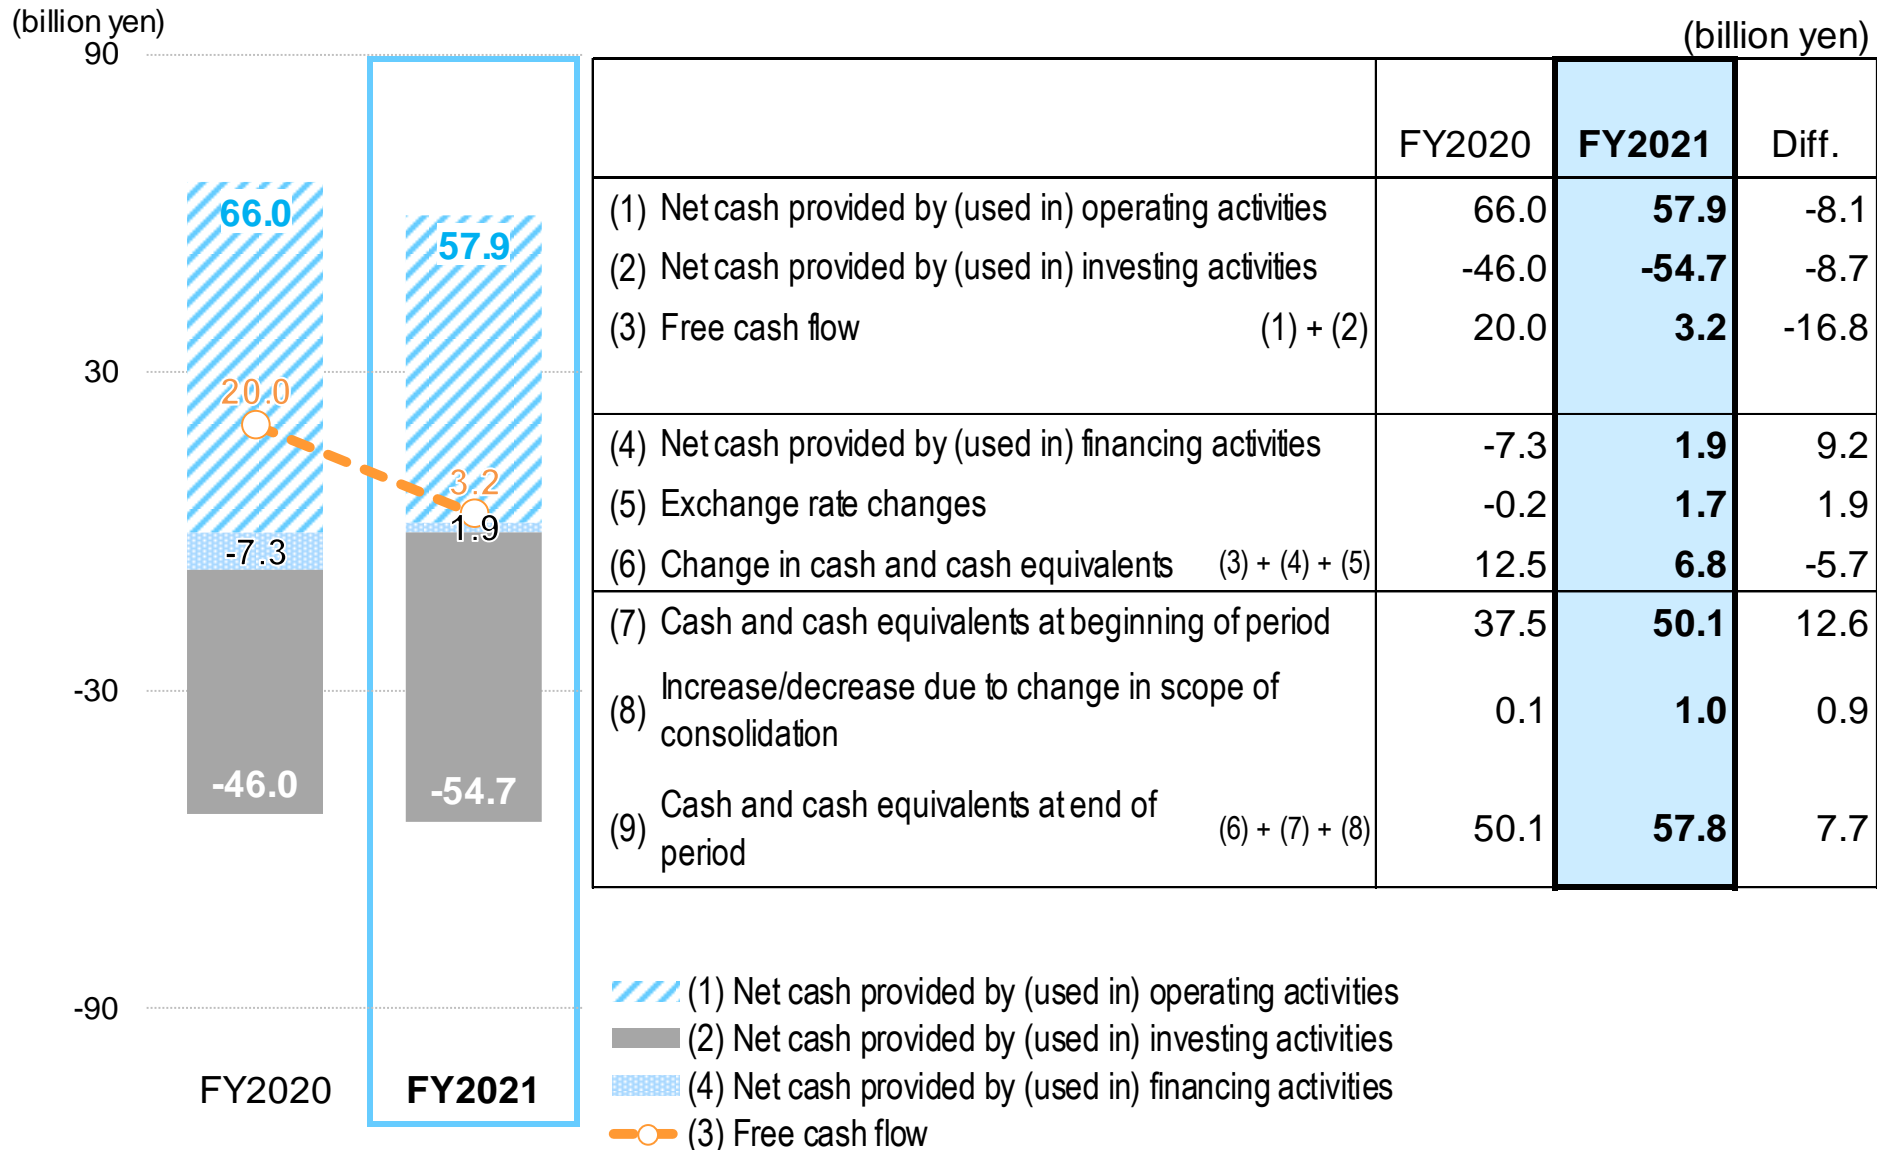 (billion yen)
90
30
-30
-90
66.0
57.9
20.0
3.2
1.9
-7.3
-46.0
-54.7
FY2020 FY2021
(billion yen)
FY2020 FY2021 Diff.
(1) Net cash provided by (used in) operating activities 66.0 57.9 -8.1
(2) Net cash provided by (used in) investing activities -46.0 -54.7 -8.7
(3) Free cash flow (1) + (2) 20.0 3.2 -16.8
(4) Net cash provided by (used in) financing activities -7.3 1.9 9.2
(5) Exchange rate changes -0.2 1.7 1.9
(6) Change in cash and cash equivalents (3) + (4) + (5) 12.5 6.8 -5.7
(7) Cash and cash equivalents at beginning of period 37.5 50.1 12.6
(8) Increase/decrease due to change in scope of
consolidation 0.1 1.0 0.9
(9) Cash and cash equivalents at end of
period (6) + (7) + (8) 50.1 57.8 7.7
(1) Net cash provided by (used in) operating activities
(2) Net cash provided by (used in) investing activities
(4) Net cash provided by (used in) financing activities
(3) Free cash flow